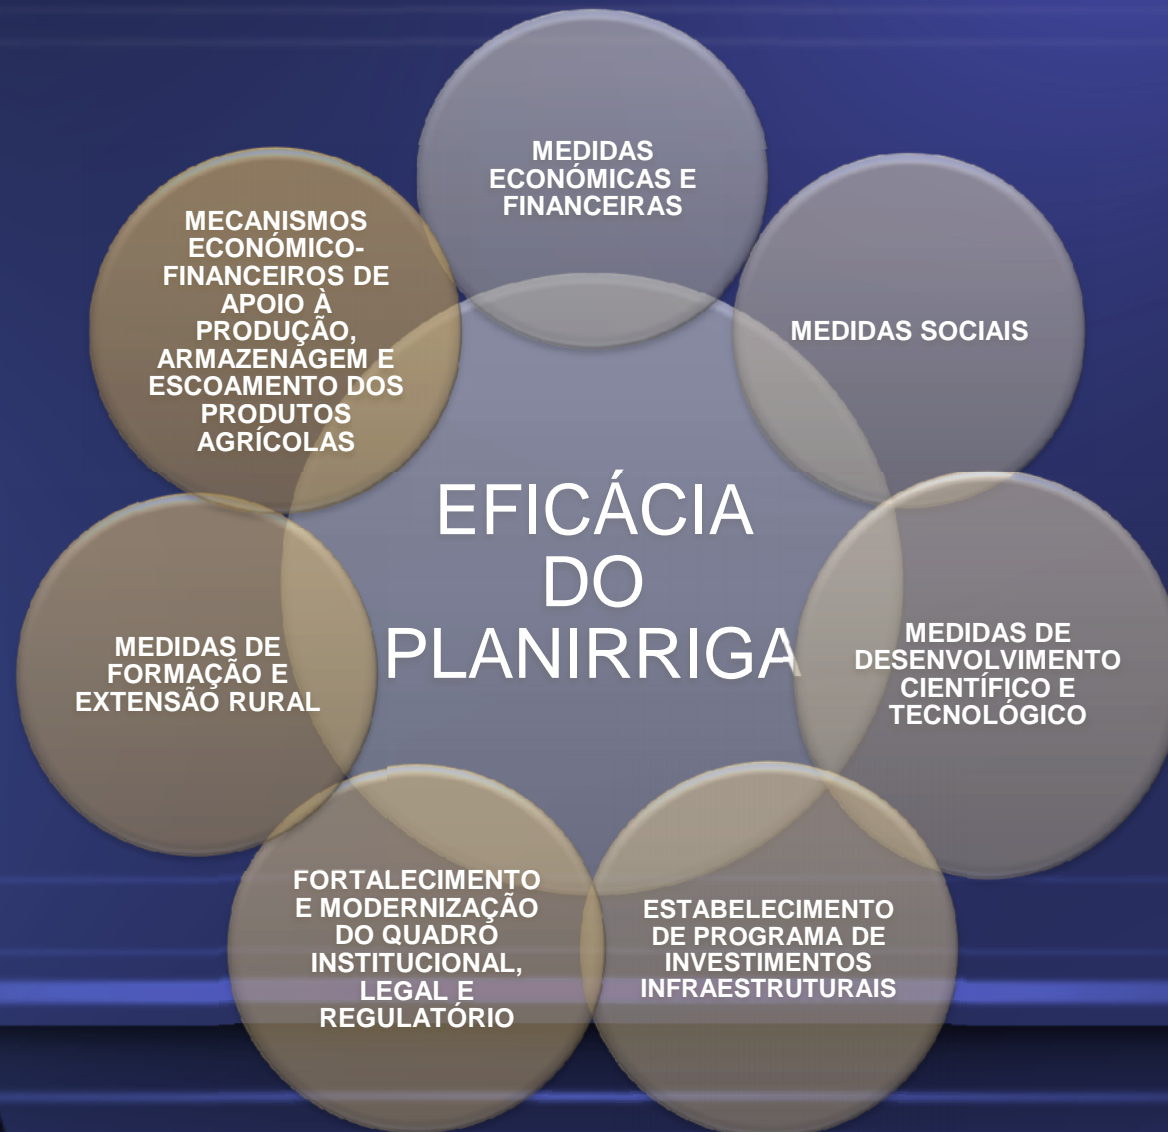 MEDIDAS
ECONÓMICAS E
FINANCEIRAS
MEDIDAS SOCIAIS
MEDIDAS DE
DESENVOLVIMENTO
CIENTÍFICO E
TECNOLÓGICO
ESTABELECIMENTO
DE PROGRAMA DE
INVESTIMENTOS
INFRAESTRUTURAIS
FORTALECIMENTO
E MODERNIZAÇÃO
DO QUADRO
INSTITUCIONAL,
LEGAL E
REGULATÓRIO
MEDIDAS DE
FORMAÇÃO E
EXTENSÃO RURAL
MECANISMOS
ECONÓMICO-
FINANCEIROS DE
APOIO À
PRODUÇÃO,
ARMAZENAGEM E
ESCOAMENTO DOS
PRODUTOS
AGRÍCOLAS
EFICÁCIA
DO
PLANIRRIGA